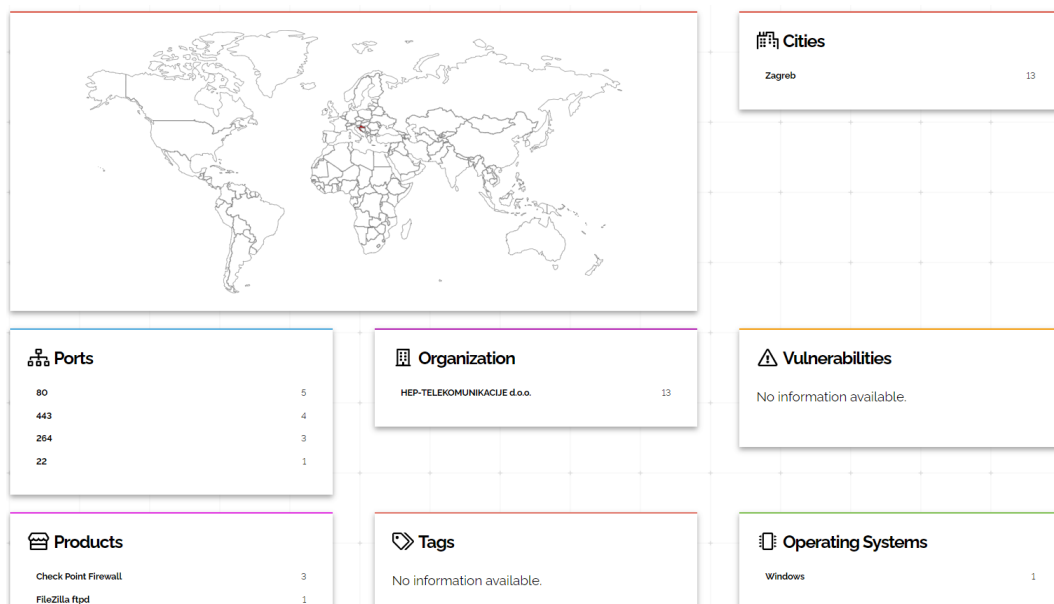 Cities
Zagreb 13
Ports
80 5
443 4
264 3
22 1
Organization
HEP-TELEKOMUNIKACIJE d.o.o. 13
Vulnerabilities
No information available.
Products
Check Point Firewall 3
FileZilla ftpd 1
Tags
No information available.
Operating Systems
Windows 1